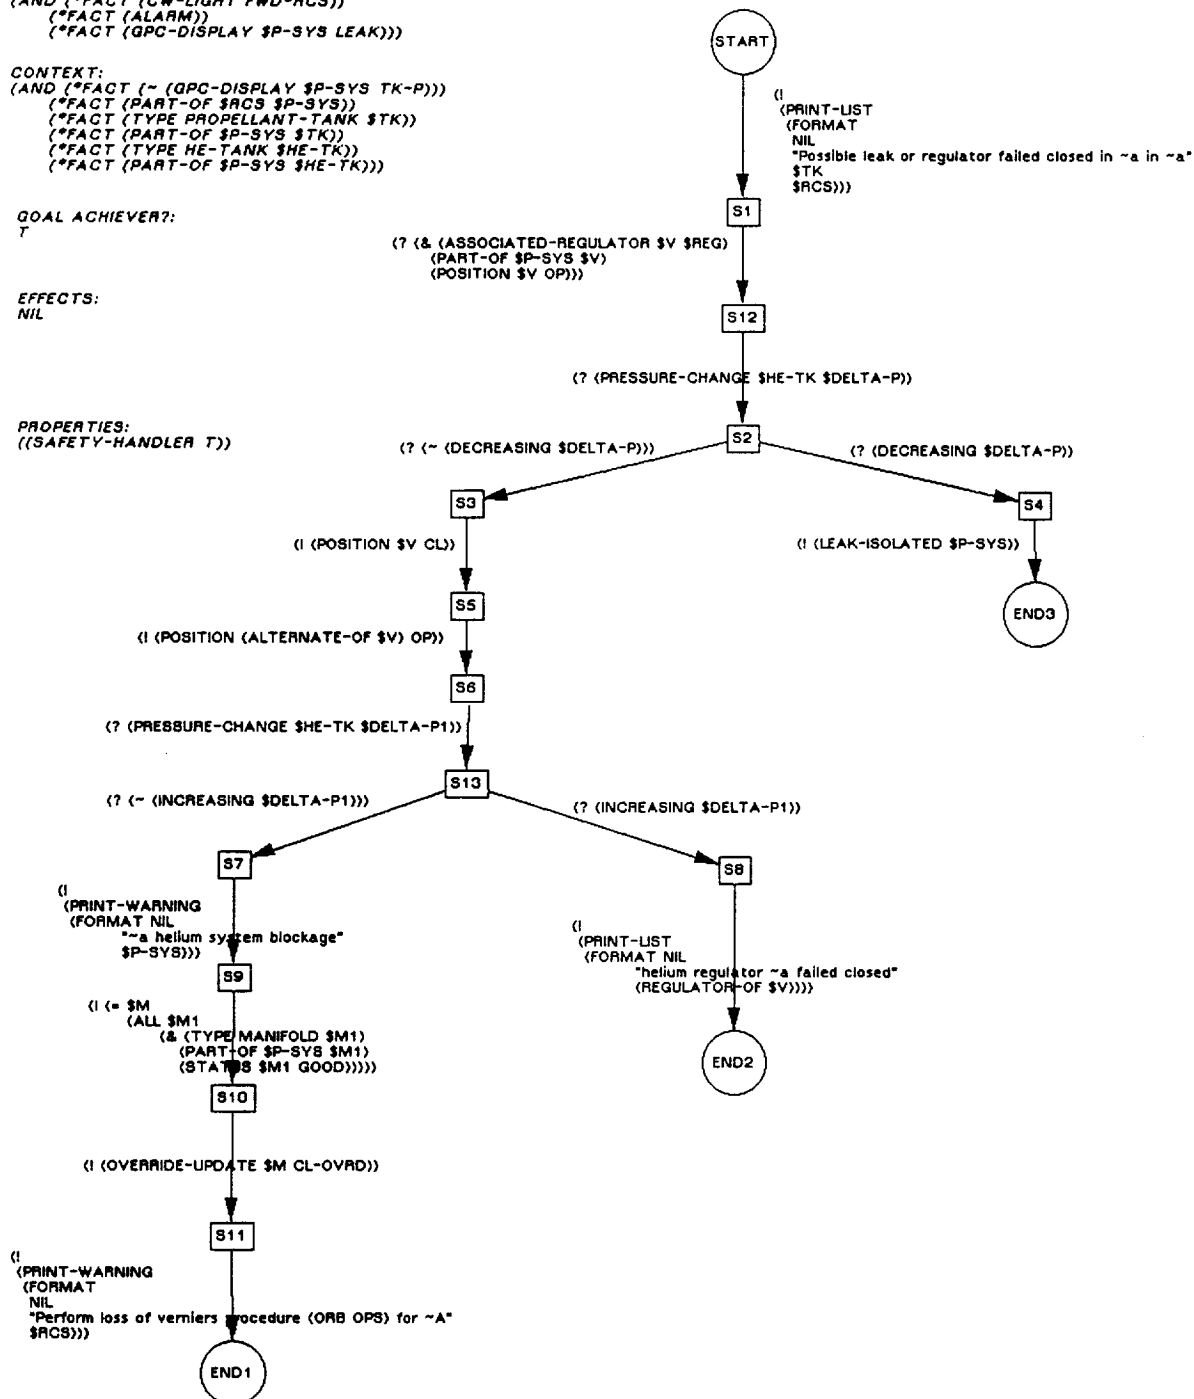 (AND (*FACT (CW-LIGHT FWD-RCS))
(*FACT (ALARM))
(*FACT (GPC-DISPLAY $P-SYS LEAK)))
CONTEXT:
(AND (*FACT (~ (GPC-DISPLAY $P-SYS TK-P)))
(*FACT (PART-OF $RCS $P-SYS))
(*FACT (TYPE PROPELLANT-TANK $TK))
(*FACT (PART-OF $P-SYS $TK))
(*FACT (TYPE HE-TANK $HE-TK))
(*FACT (PART-OF $P-SYS $HE-TK)))
GOAL ACHIEVER?:
T
EFFECTS:
NIL
PROPERTIES:
((SAFETY-HANDLER T))
START
(!
(PRINT-LIST
(FORMAT
NIL
"Possible leak or regulator failed closed in ~a in ~a"
$TK
$RCS)))
S1
(? (& (ASSOCIATED-REGULATOR $V $REG)
(PART-OF $P-SYS $V)
(POSITION $V OP)))
S12
(? (PRESSURE-CHANGE $HE-TK $DELTA-P))
S2
(? (~ (DECREASING $DELTA-P)))
(? (DECREASING $DELTA-P))
S3
S4
(! (POSITION $V CL))
(! (LEAK-ISOLATED $P-SYS))
S5
END3
(! (POSITION (ALTERNATE-OF $V) OP))
S6
(? (PRESSURE-CHANGE $HE-TK $DELTA-P1))
S13
(? (~ (INCREASING $DELTA-P1)))
(? (INCREASING $DELTA-P1))
S7
S8
(!
(PRINT-WARNING
(FORMAT NIL
"~a helium system blockage"
$P-SYS)))
(!
(PRINT-LIST
(FORMAT NIL
"helium regulator ~a failed closed"
(REGULATOR-OF $V))))
S9
(! (= $M
(ALL $M1
(& (TYPE MANIFOLD $M1)
(PART-OF $P-SYS $M1)
(STATUS $M1 GOOD)))))
END2
S10
(! (OVERRIDE-UPDATE $M CL-OVRD))
S11
(!
(PRINT-WARNING
(FORMAT
NIL
"Perform loss of verniers procedure (ORB OPS) for ~A"
$RCS)))
END1